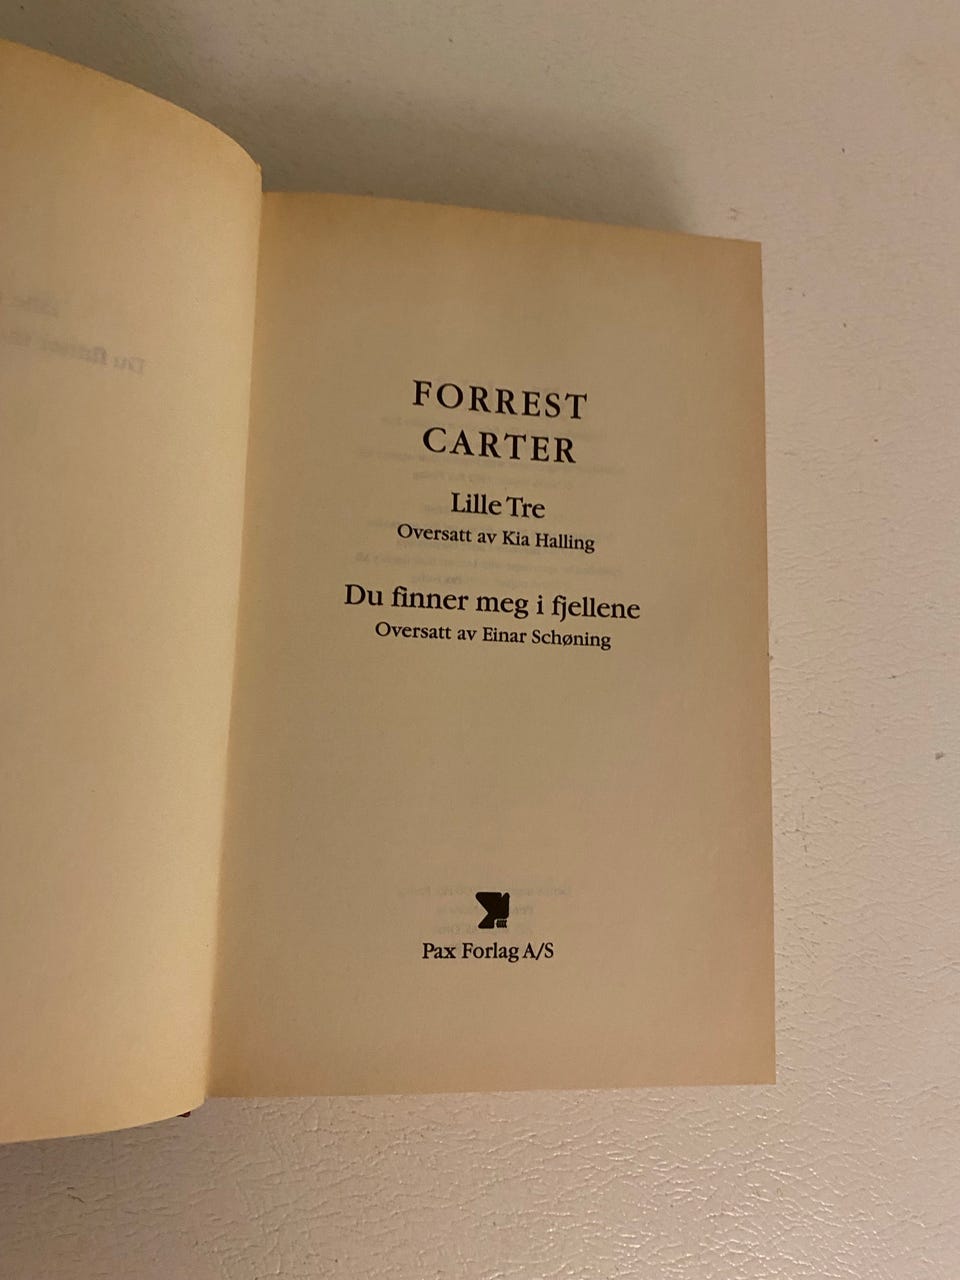 FORREST
CARTER
Lille Tre
Oversatt av Kia Halling
Du finner meg i fjellene
Oversatt av Einar Schøning
Pax Forlag A/S